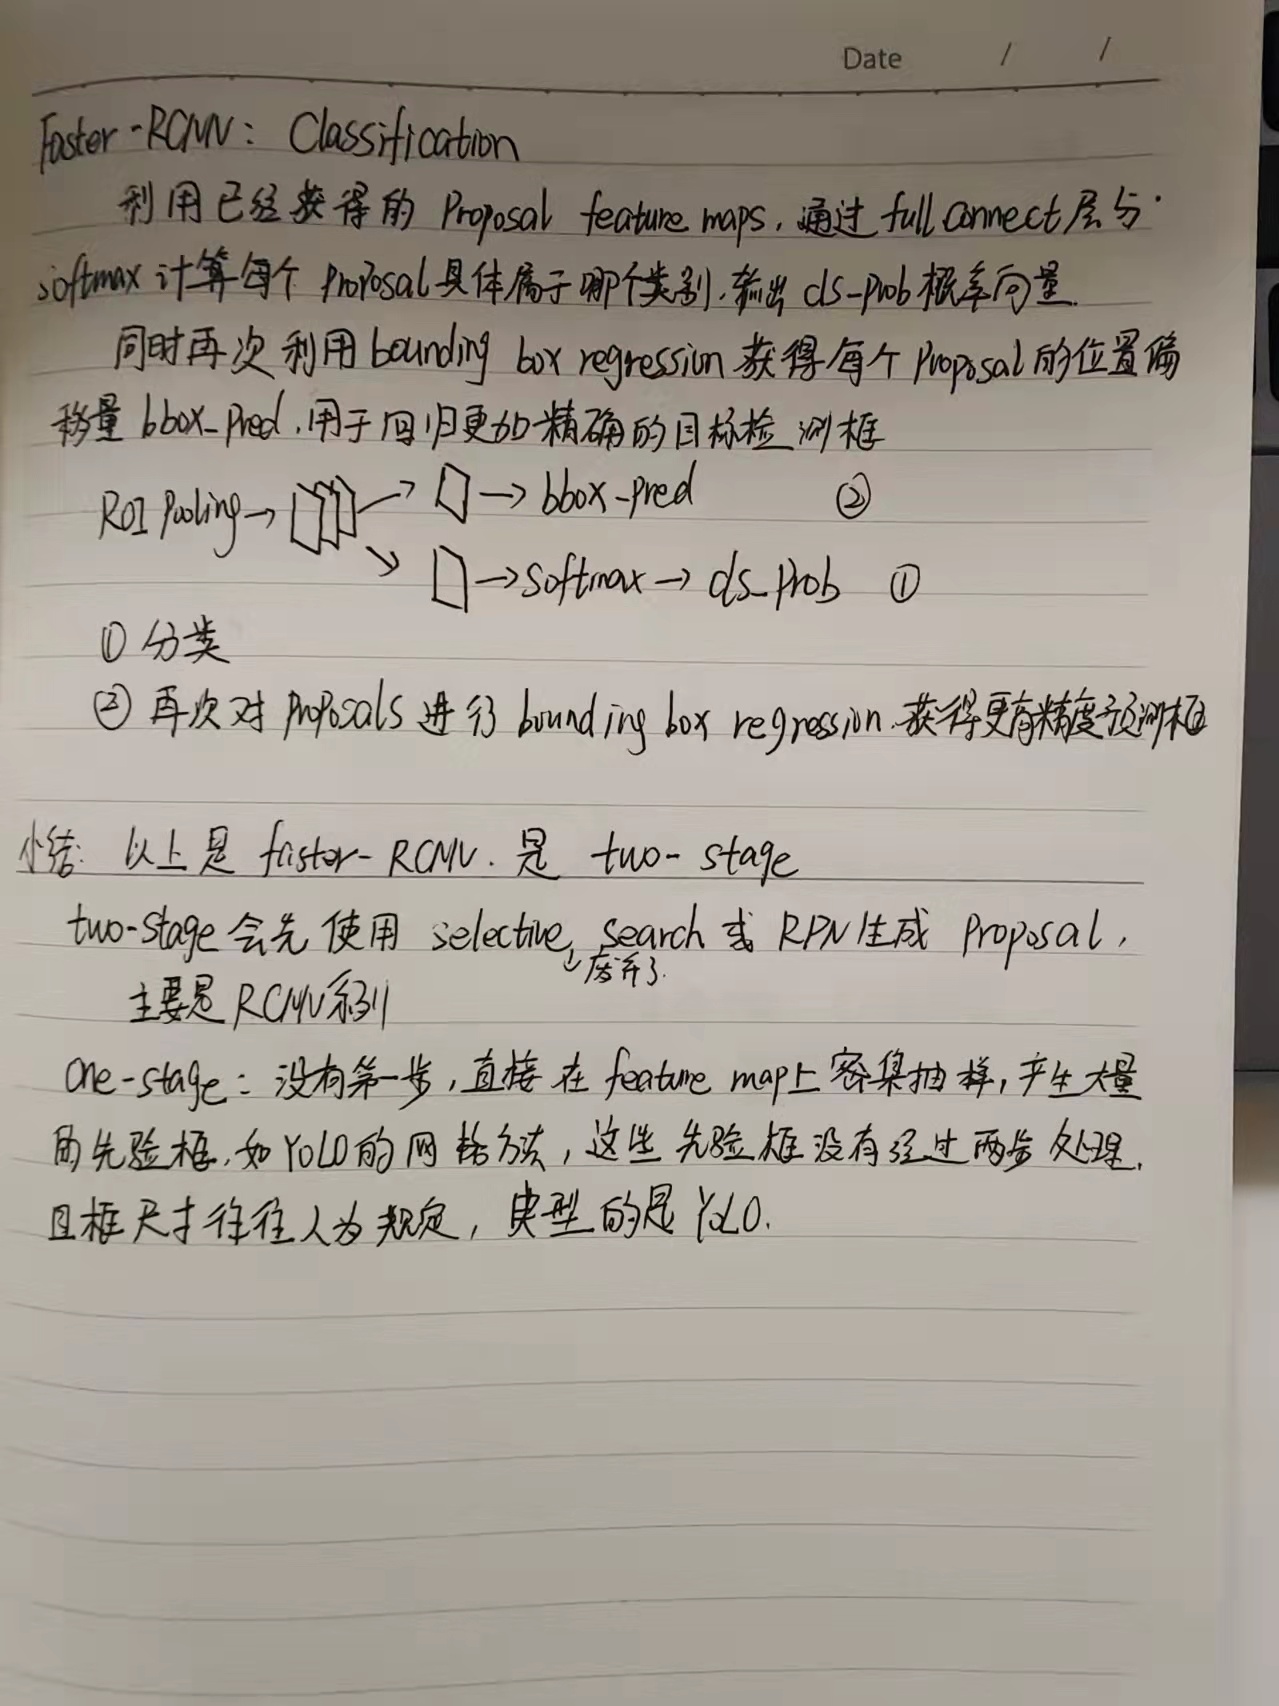 Date / /
Faster-RCNN: Classification
利用已经获得的 Proposal feature maps, 通过 full connect 层与
softmax 计算每个 Proposal 具体属于哪个类别, 输出 cls-prob 概率向量.
同时再次利用 bounding box regression 获得每个 Proposal 的位置偏
移量 bbox-pred, 用于回归更加精确的目标检测框
ROI Pooling → → → bbox-pred ②
→ → softmax → cls-prob ①
① 分类
② 再次对 Proposals 进行 bounding box regression 获得更有精度预测框
小结: 以上是 faster-RCNN. 是 two-stage
two-stage 会先使用 selective search 或 RPN 生成 Proposal,
↓废弃了.
主要是 RCNN 系列
One-stage: 没有第一步, 直接在 feature map 上密集抽样, 产生大量
的先验框, 如 YOLO 的网格方法, 这些先验框没有经过两步处理,
且框尺寸往往人为规定, 典型的是 YOLO.